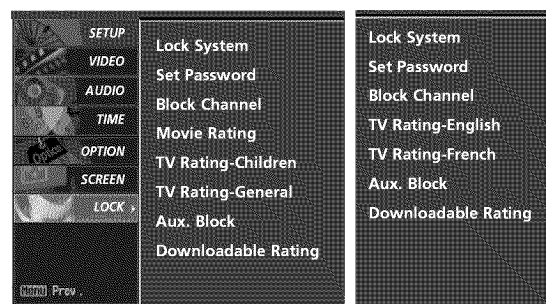 SETUP
VIDEO
AUDIO
TIME
OPTION
SCREEN
LOCK
Menu Prev.
Lock System
Set Password
Block Channel
Movie Rating
TV Rating-Children
TV Rating-General
Aux. Block
Downloadable Rating
Lock System
Set Password
Block Channel
TV Rating-English
TV Rating-French
Aux. Block
Downloadable Rating